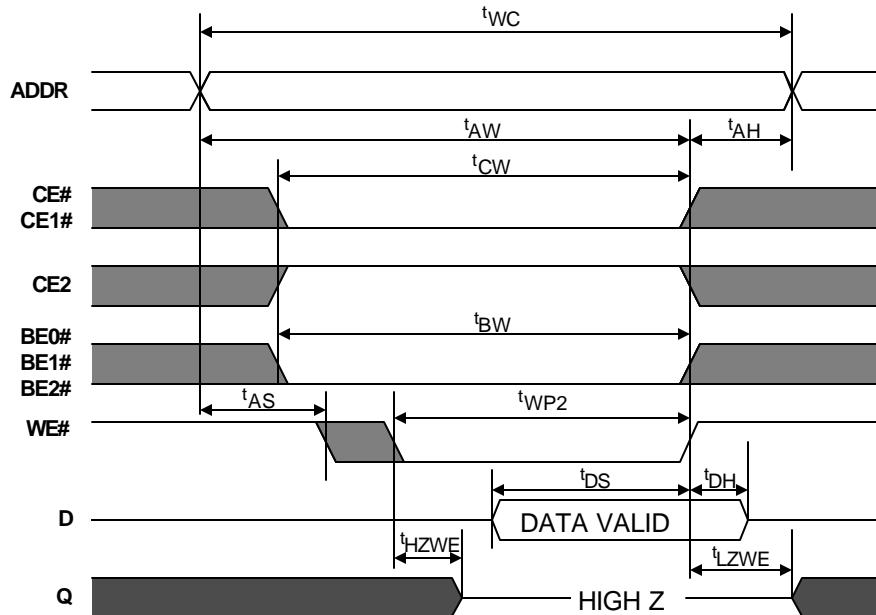 tWC
ADDR
tAW
tAH
tCW
CE#
CE1#
CE2
tBW
BE0#
BE1#
BE2#
tAS
tWP2
WE#
tDS
tDH
D
DATA VALID
tHZWE
tLZWE
Q
HIGH Z